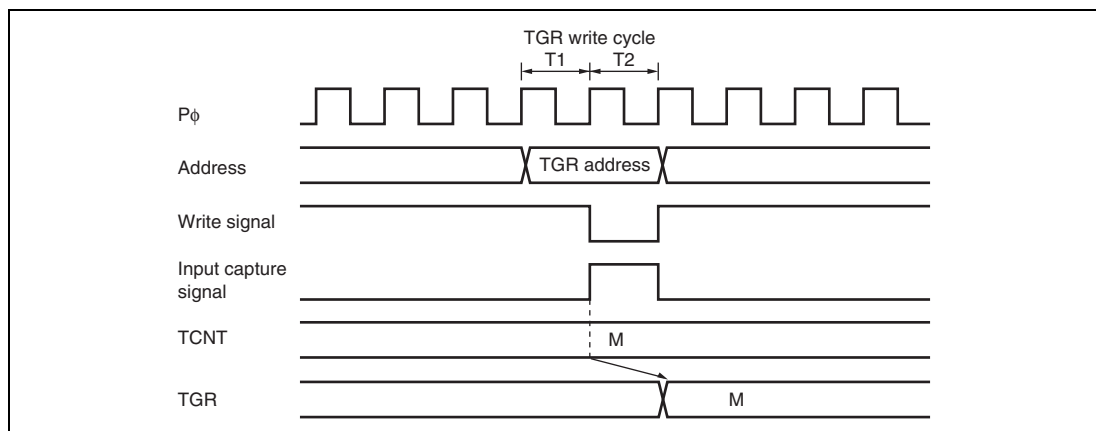 TGR write cycle
T1 T2
Pϕ
Address TGR address
Write signal
Input capture
signal
TCNT M
TGR M